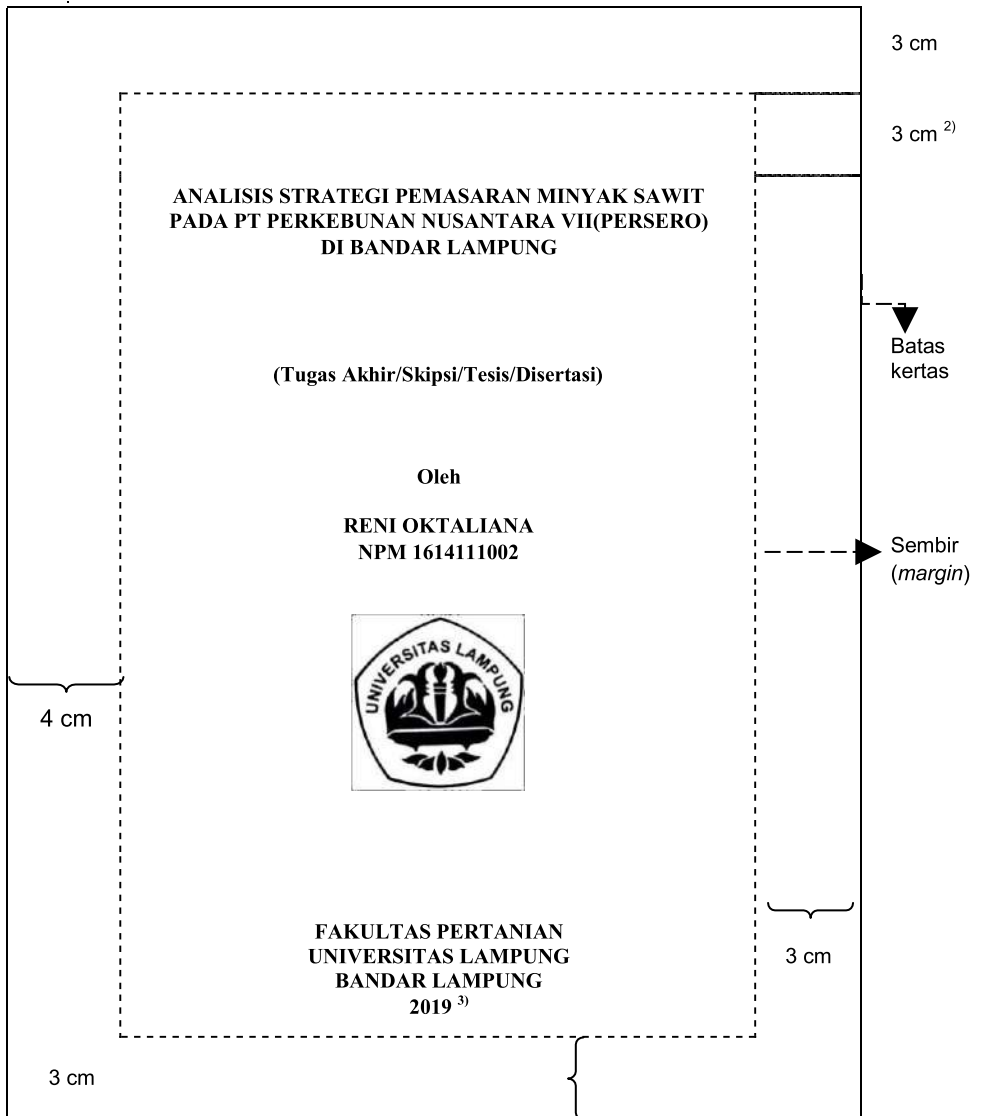 3 cm
3 cm 2)
ANALISIS STRATEGI PEMASARAN MINYAK SAWIT
PADA PT PERKEBUNAN NUSANTARA VII(PERSERO)
DI BANDAR LAMPUNG
Batas
kertas
(Tugas Akhir/Skipsi/Tesis/Disertasi)
Oleh
RENI OKTALIANA
NPM 1614111002
Sembir
(margin)
UNIVERSITAS LAMPUNG
4 cm
FAKULTAS PERTANIAN
UNIVERSITAS LAMPUNG
BANDAR LAMPUNG
2019 3)
3 cm
3 cm